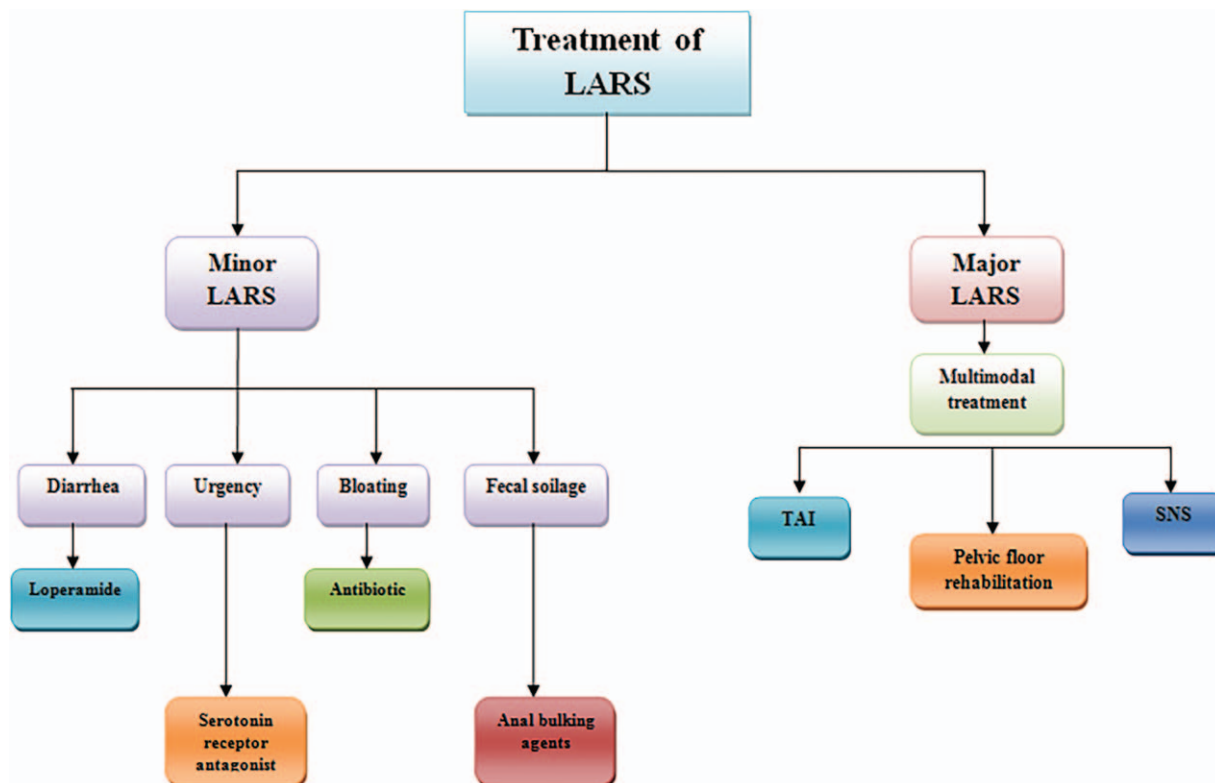 Treatment of
LARS
Minor
LARS
Major
LARS
Multimodal
treatment
Diarrhea
Urgency
Bloating
Fecal soilage
TAI
Pelvic floor
rehabilitation
SNS
Loperamide
Antibiotic
Serotonin
receptor
antagonist
Anal bulking
agents